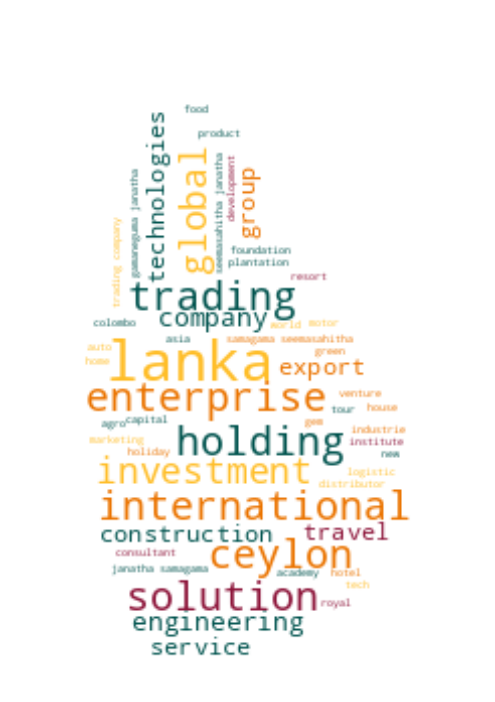 food
product
technologies
global
seemasahitha janatha
development
group
gamaneguma janatha
trading company
foundation
plantation
resort
trading
company
colombo
world
motor
asia
samagama seemasahitha
auto
home
lanka
green
export
enterprise
venture
tour
house
agro
capital
gem
industrie
marketing
holding
institute
holiday
new
investment
logistic
distributor
international
construction
travel
consultant
ceylon
janatha samagama
academy
hotel
tech
solution
royal
engineering
service